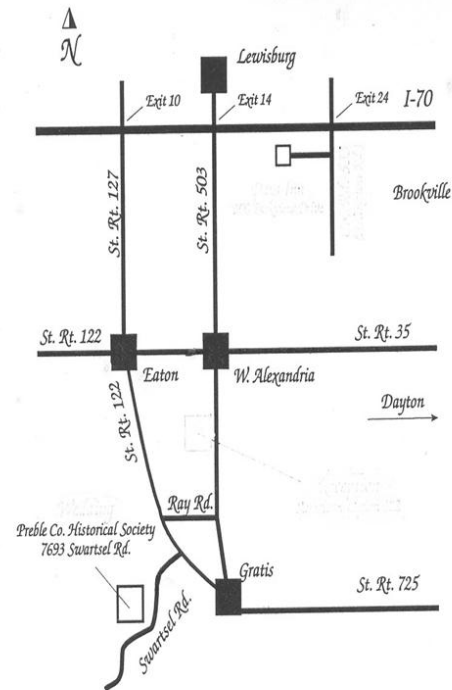 N
Lewisburg
Exit 10
Exit 14
Exit 24
I-70
St. Rt. 127
St. Rt. 503
Brookville
St. Rt. 122
St. Rt. 35
Eaton
W. Alexandria
St. Rt. 122
Dayton
Ray Rd.
Preble Co. Historical Society
7693 Swartsel Rd.
Gratis
St. Rt. 725
Swartsel Rd.